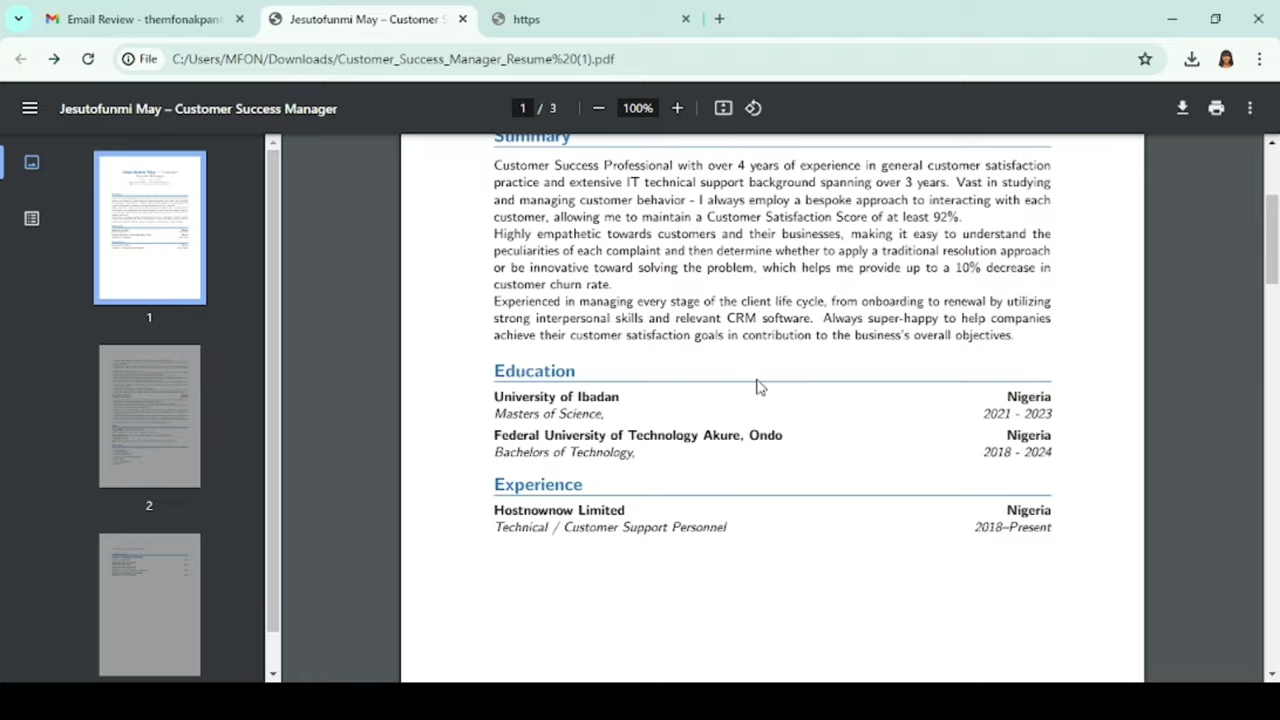 Email Review - themfonakpan
Jesutofunmi May – Customer S
https
File
C:/Users/MFON/Downloads/Customer_Success_Manager_Resume%20(1).pdf
Jesutofunmi May – Customer Success Manager
1 / 3
100%
Summary
Customer Success Professional with over 4 years of experience in general customer satisfaction
practice and extensive IT technical support background spanning over 3 years. Vast in studying
and managing customer behavior - I always employ a bespoke approach to interacting with each
customer, allowing me to maintain a Customer Satisfaction Score of at least 92%.
Highly empathetic towards customers and their businesses, making it easy to understand the
peculiarities of each complaint and then determine whether to apply a traditional resolution approach
or be innovative toward solving the problem, which helps me provide up to a 10% decrease in
customer churn rate.
Experienced in managing every stage of the client life cycle, from onboarding to renewal by utilizing
strong interpersonal skills and relevant CRM software. Always super-happy to help companies
achieve their customer satisfaction goals in contribution to the business's overall objectives.
Education
University of Ibadan Nigeria
Masters of Science, 2021 - 2023
Federal University of Technology Akure, Ondo Nigeria
Bachelors of Technology, 2018 - 2024
Experience
Hostnownow Limited Nigeria
Technical / Customer Support Personnel 2018–Present
1
2